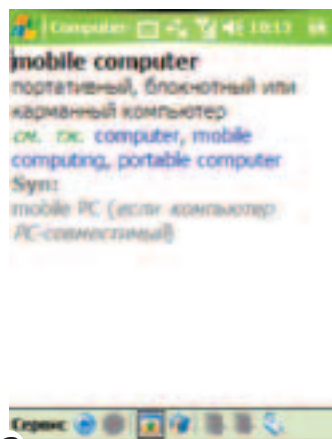 Computer 10:13 ok
mobile computer
портативный, блокнотный или
карманный компьютер
см. тж. computer, mobile
computing, portable computer
Syn:
mobile PC (если компьютер
PC-совместимый)
Сервис